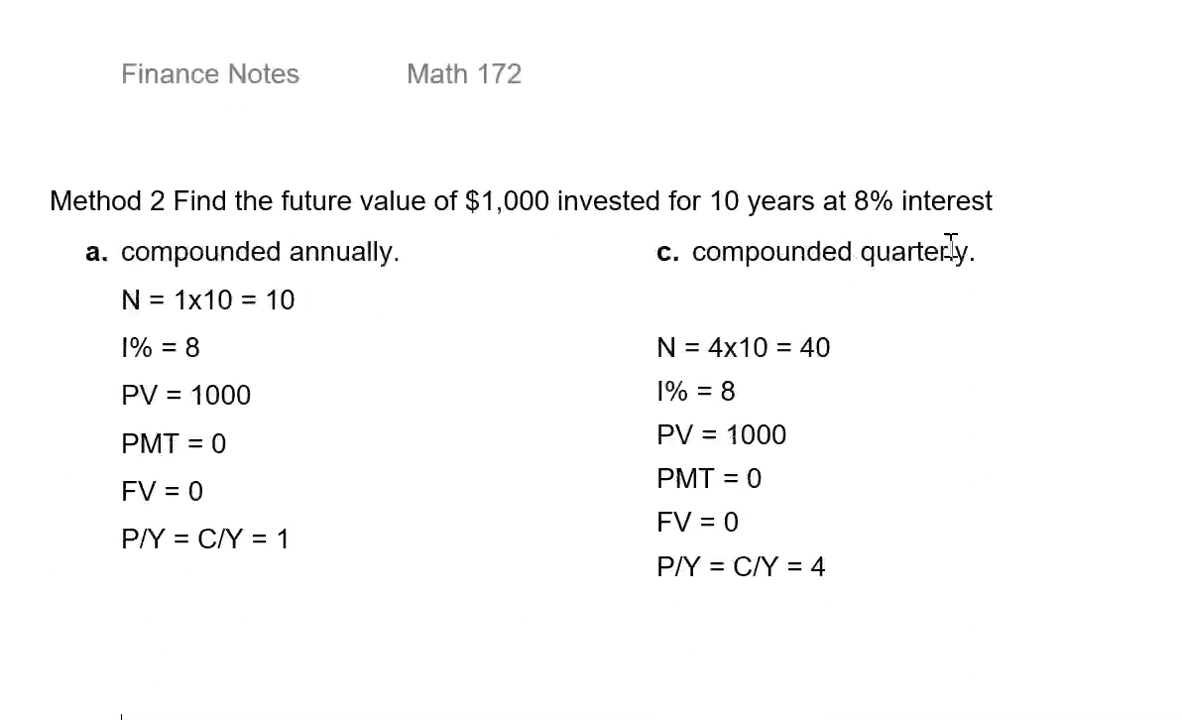 Finance Notes Math 172
Method 2 Find the future value of $1,000 invested for 10 years at 8% interest
a. compounded annually.
N = 1x10 = 10
I% = 8
PV = 1000
PMT = 0
FV = 0
P/Y = C/Y = 1
c. compounded quarterly.
N = 4x10 = 40
I% = 8
PV = 1000
PMT = 0
FV = 0
P/Y = C/Y = 4